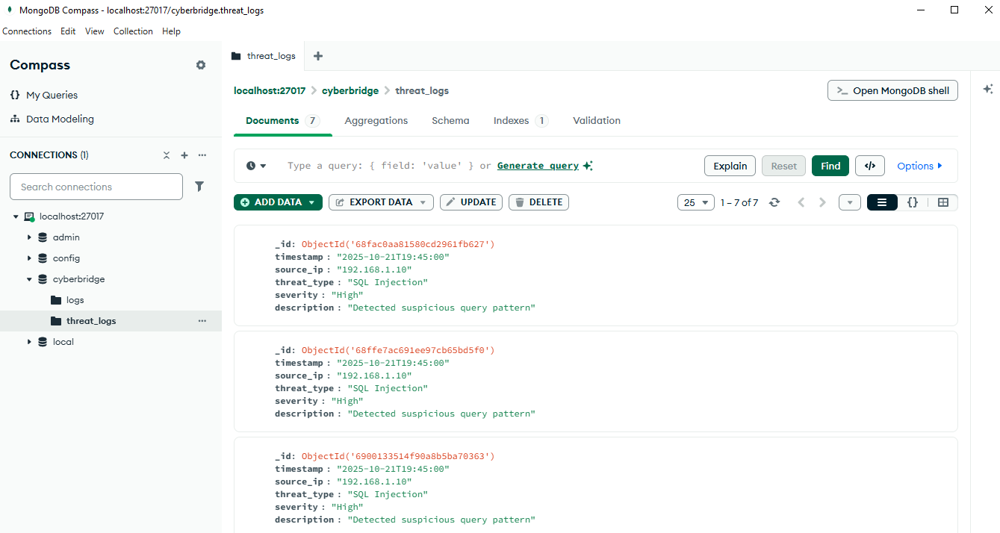 MongoDB Compass - localhost:27017/cyberbridge.threat_logs
Connections Edit View Collection Help
Compass
My Queries
Data Modeling
CONNECTIONS (1)
Search connections
localhost:27017
admin
config
cyberbridge
logs
threat_logs
local
threat_logs
localhost:27017 > cyberbridge > threat_logs
>_ Open MongoDB shell
Documents 7 Aggregations Schema Indexes 1 Validation
Type a query: { field: 'value' } or Generate query
Explain Reset Find </> Options
ADD DATA EXPORT DATA UPDATE DELETE
25 1 – 7 of 7 {}
_id: ObjectId('68fac0aa81580cd2961fb627')
timestamp : "2025-10-21T19:45:00"
source_ip : "192.168.1.10"
threat_type : "SQL Injection"
severity : "High"
description : "Detected suspicious query pattern"
_id: ObjectId('68ffe7ac691ee97cb65bd5f0')
timestamp : "2025-10-21T19:45:00"
source_ip : "192.168.1.10"
threat_type : "SQL Injection"
severity : "High"
description : "Detected suspicious query pattern"
_id: ObjectId('6900133514f90a8b5ba70363')
timestamp : "2025-10-21T19:45:00"
source_ip : "192.168.1.10"
threat_type : "SQL Injection"
severity : "High"
description : "Detected suspicious query pattern"